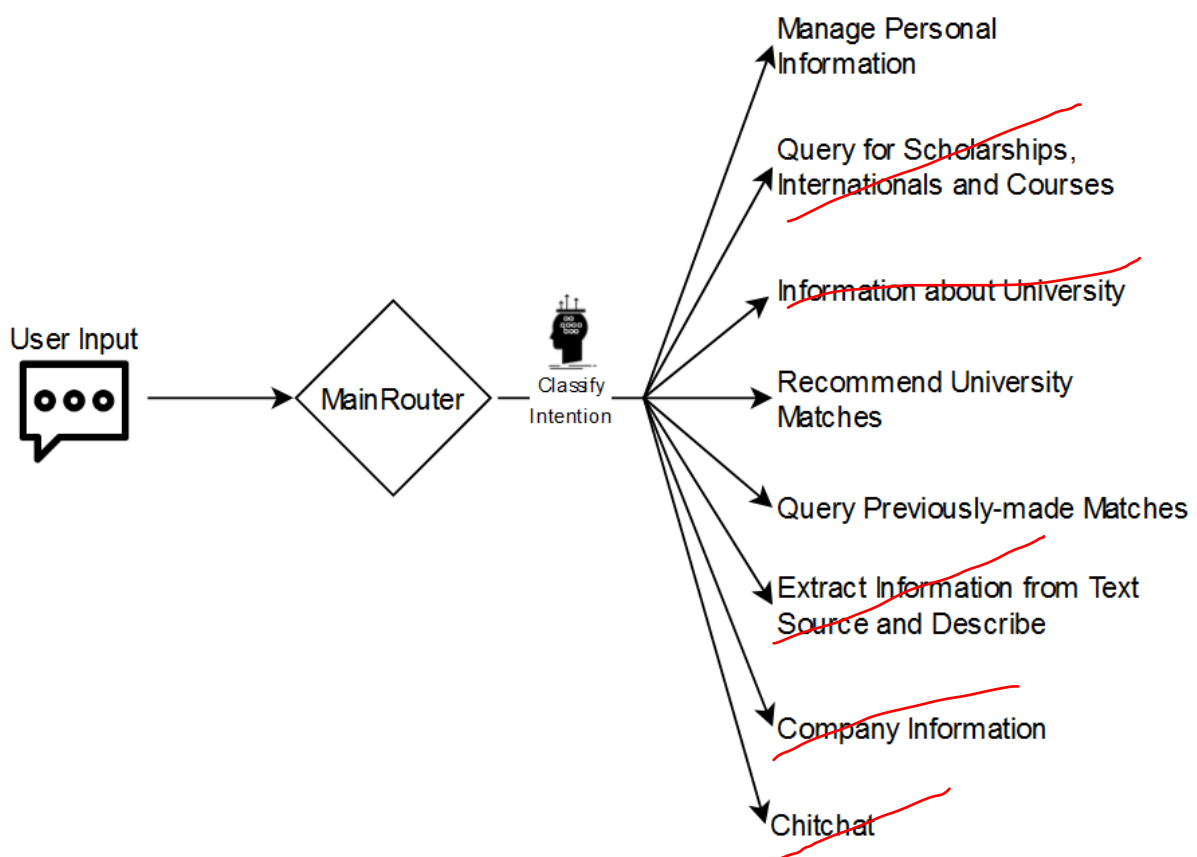 Manage Personal
Information
Query for Scholarships,
Internationals and Courses
Information about University
User Input
MainRouter
Classify
Intention
Recommend University
Matches
Query Previously-made Matches
Extract Information from Text
Source and Describe
Company Information
Chitchat